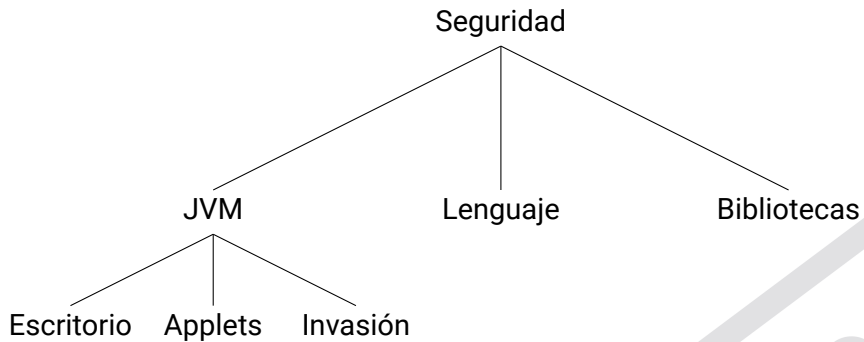 Seguridad
JVM Lenguaje Bibliotecas
Escritorio Applets Invasión